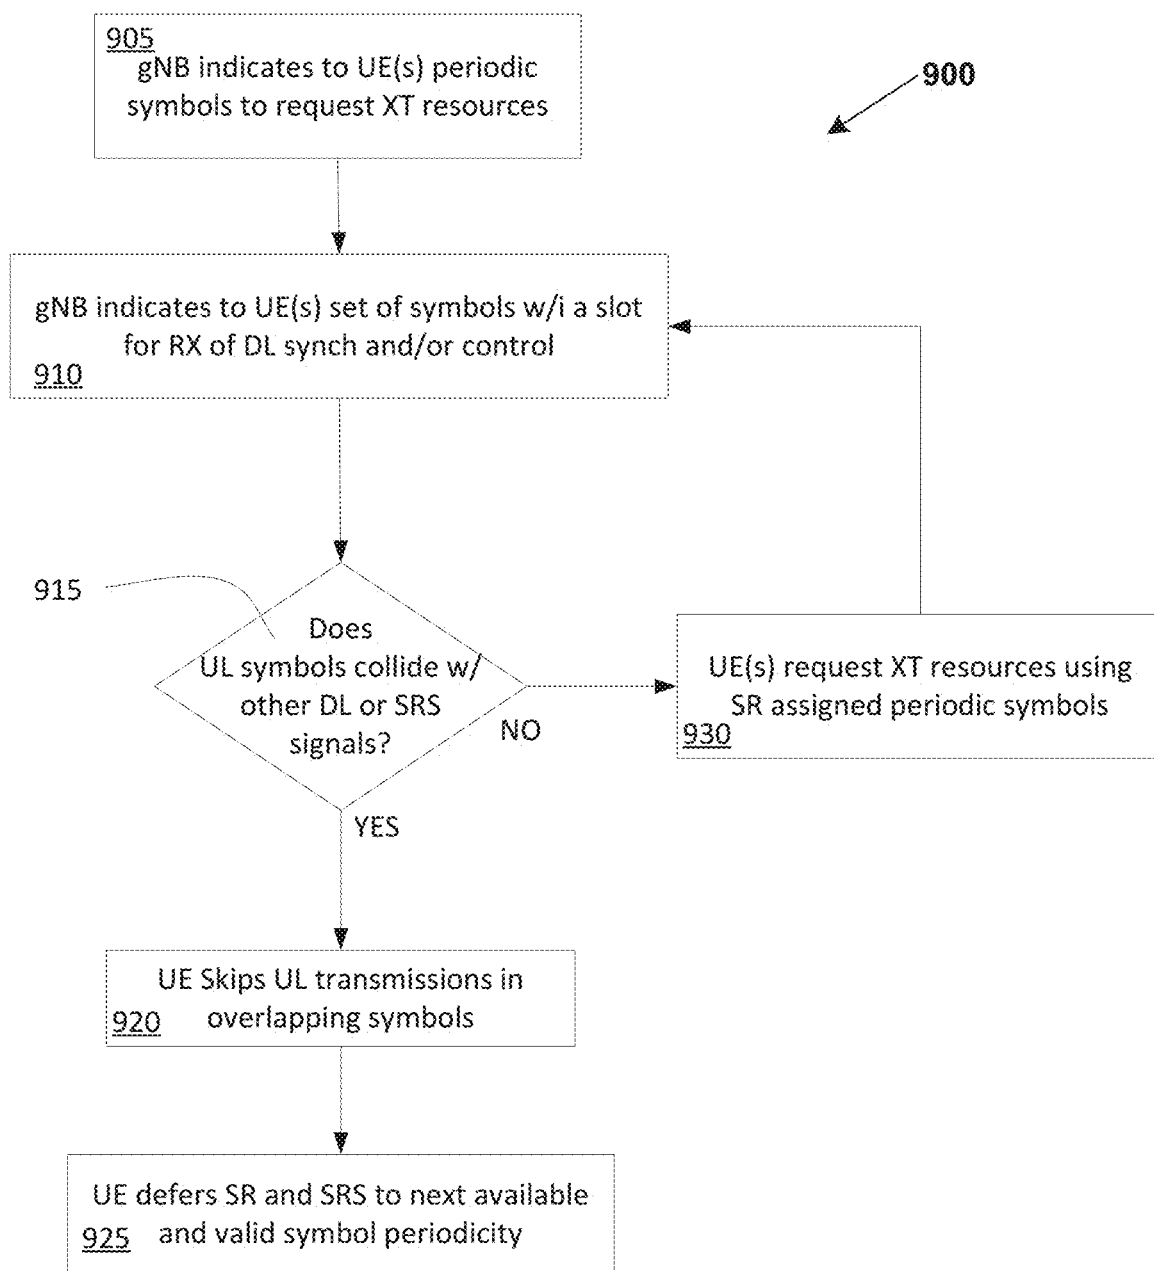 905
gNB indicates to UE(s) periodic
symbols to request XT resources
900
gNB indicates to UE(s) set of symbols w/i a slot
for RX of DL synch and/or control
910
915
Does
UL symbols collide w/
other DL or SRS
signals?
NO
YES
UE(s) request XT resources using
SR assigned periodic symbols
930
UE Skips UL transmissions in
overlapping symbols
920
UE defers SR and SRS to next available
and valid symbol periodicity
925